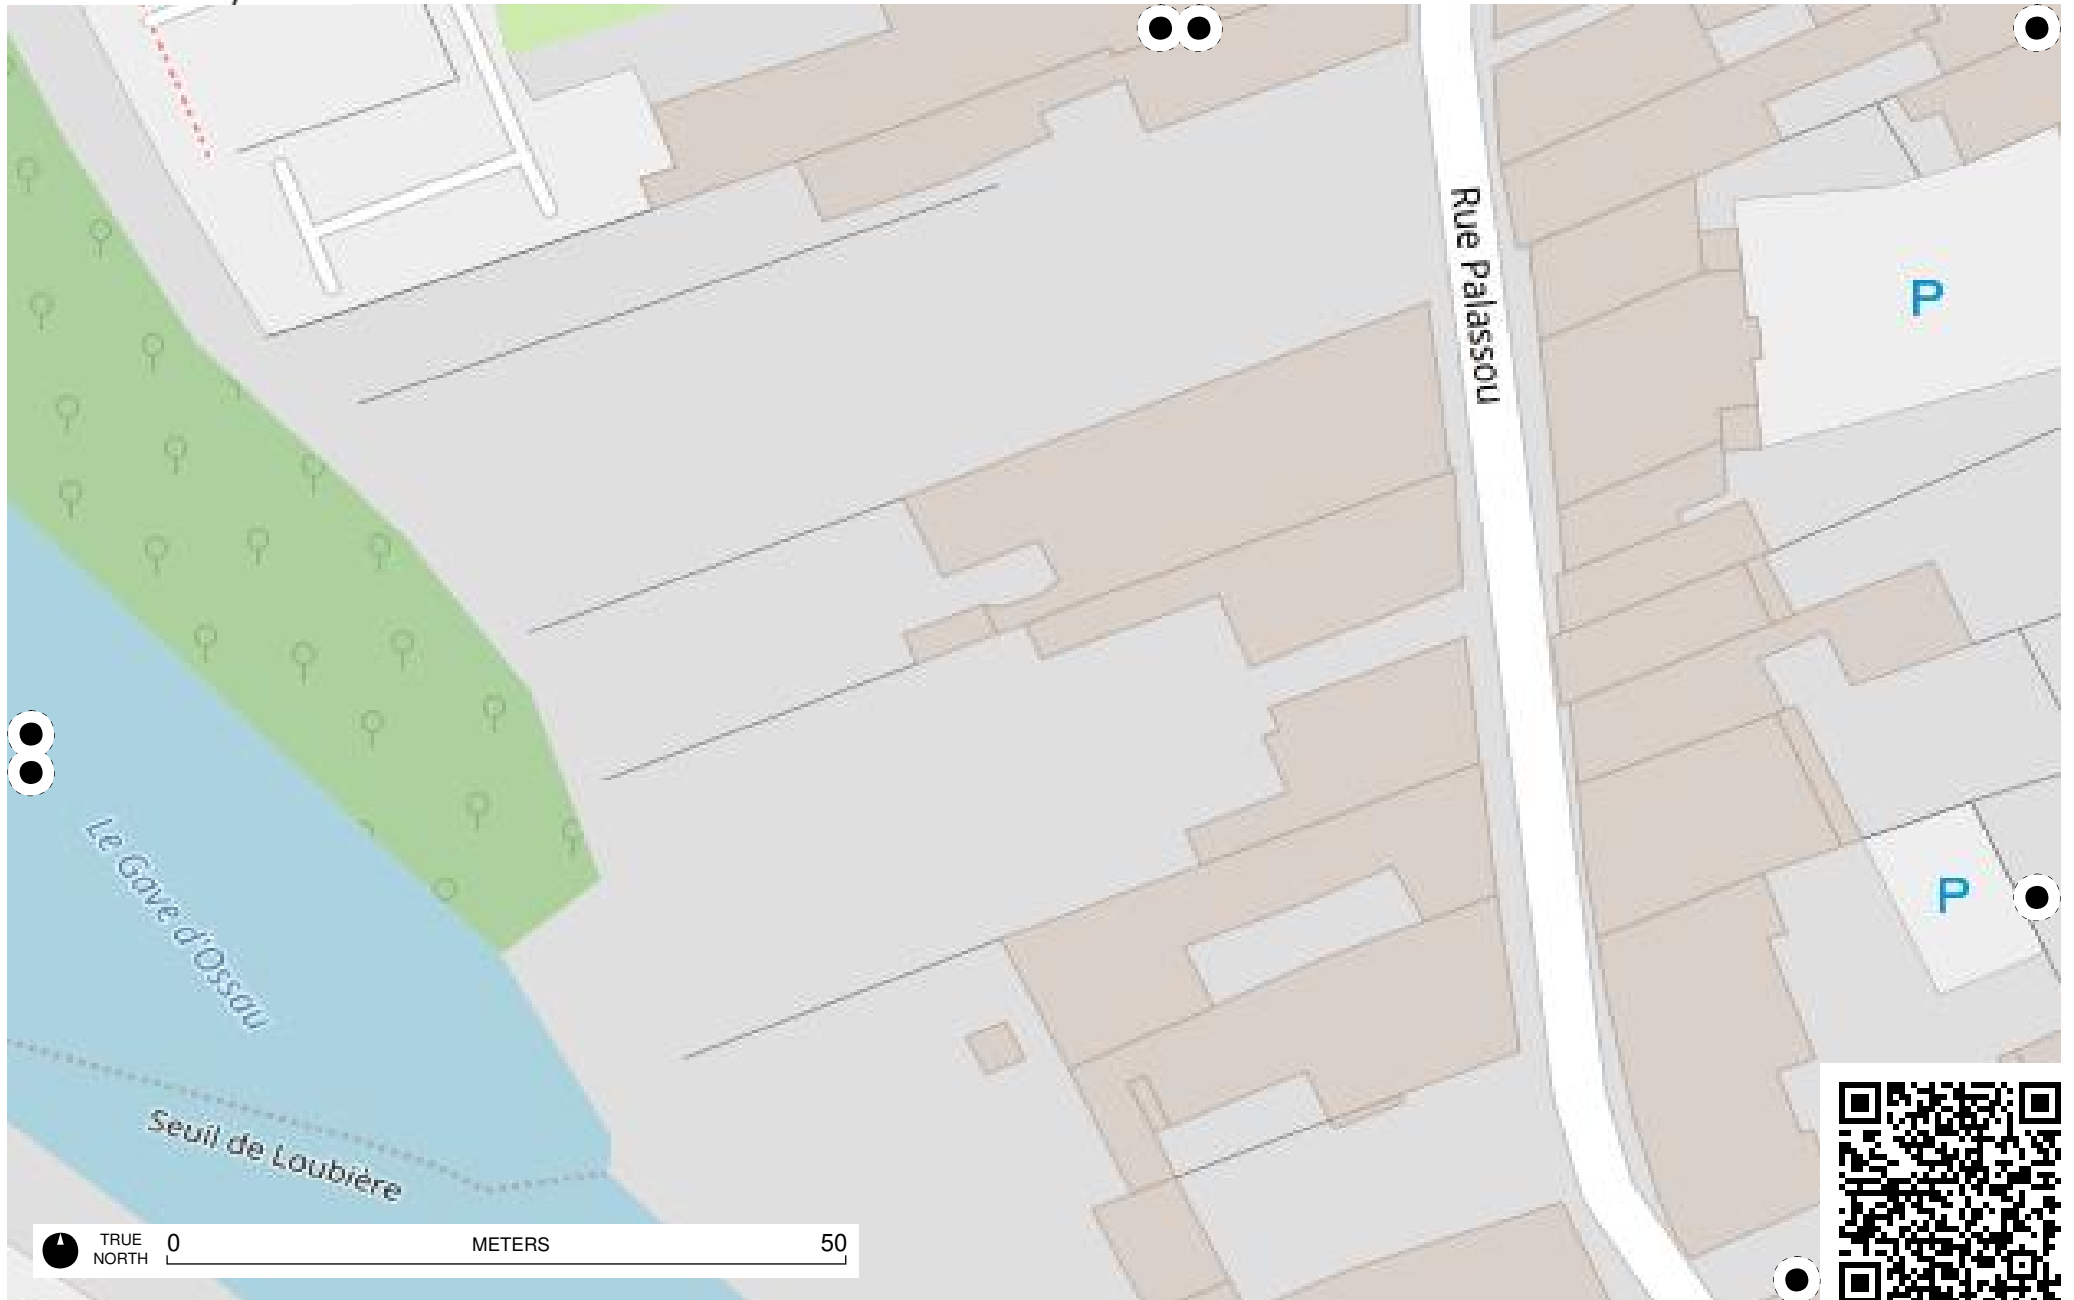 Rue Palassou
P
P
Le Gave d'Ossau
Seuil de Loubière
TRUE NORTH
0 METERS 50